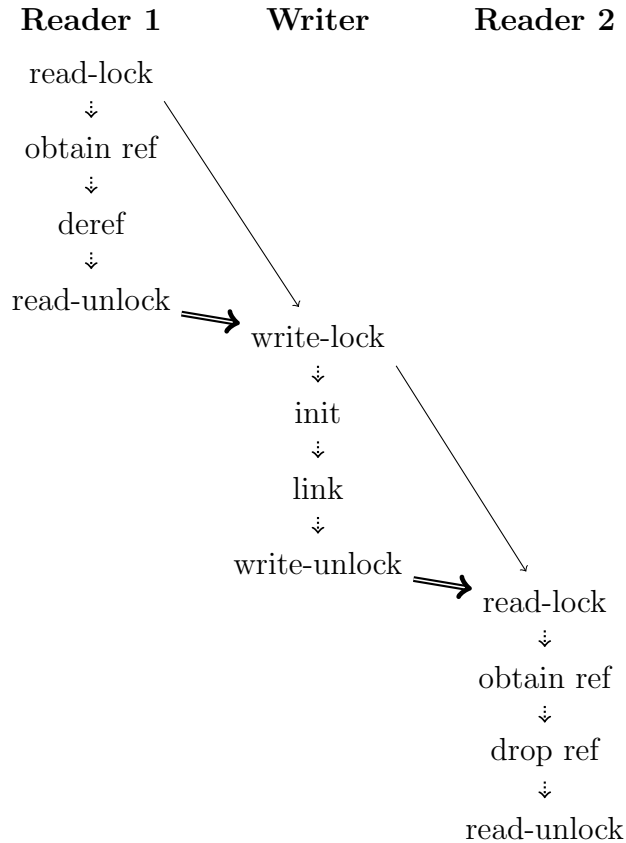 Reader 1 Writer Reader 2
read-lock
obtain ref
deref
read-unlock
write-lock
init
link
write-unlock
read-lock
obtain ref
drop ref
read-unlock